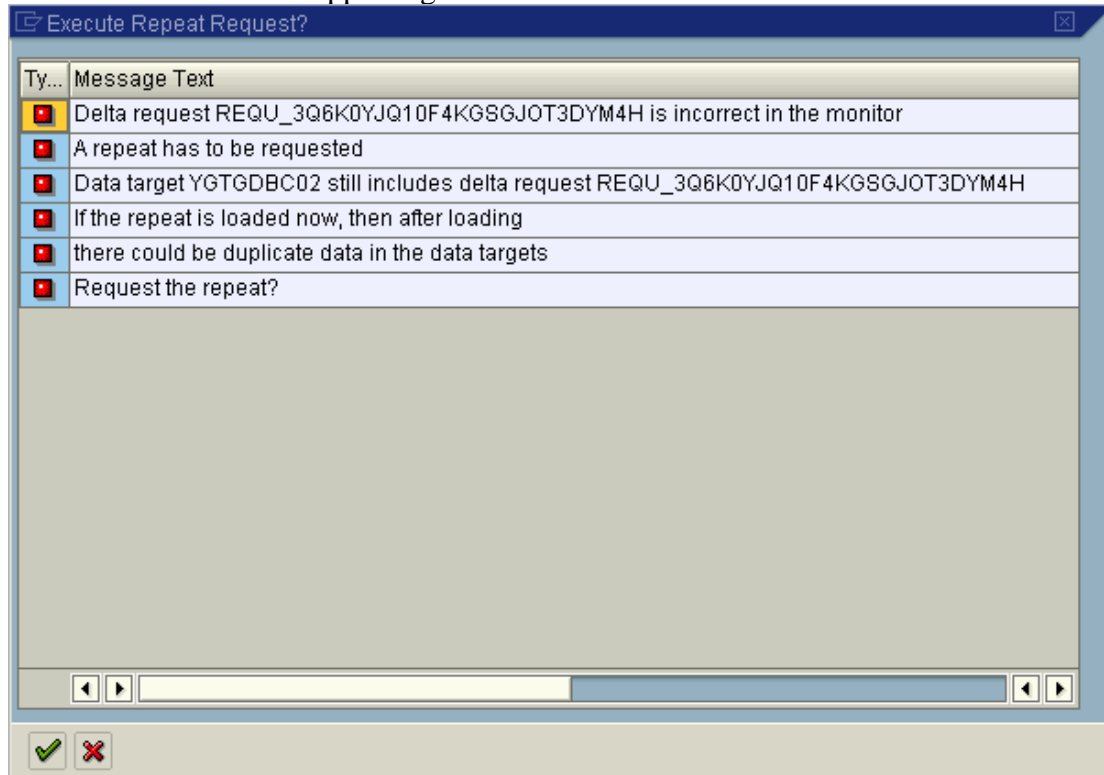 Execute Repeat Request?
Ty... Message Text
Delta request REQU_3Q6K0YJQ10F4KGSGJOT3DYM4H is incorrect in the monitor
A repeat has to be requested
Data target YGTGDBC02 still includes delta request REQU_3Q6K0YJQ10F4KGSGJOT3DYM4H
If the repeat is loaded now, then after loading
there could be duplicate data in the data targets
Request the repeat?